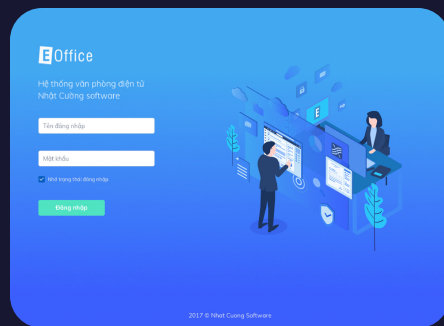 EOffice
Hệ thống văn phòng điện tử
Nhật Cường software
Tên đăng nhập
Mật khẩu
Nhớ trạng thái đăng nhập
Đăng nhập
E
2017 © Nhat Cuong Software